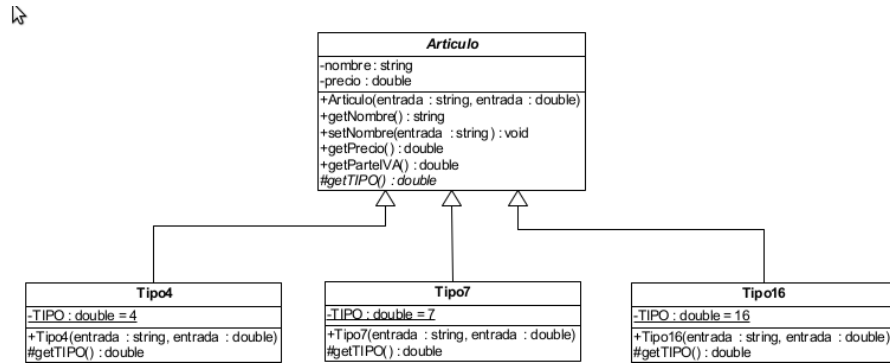 Articulo
-nombre : string
-precio : double
+Articulo(entrada : string, entrada : double)
+getNombre() : string
+setNombre(entrada : string) : void
+getPrecio() : double
+getParteIVA() : double
#getTIPO() : double
Tipo4
-TIPO : double = 4
+Tipo4(entrada : string, entrada : double)
#getTIPO() : double
Tipo7
-TIPO : double = 7
+Tipo7(entrada : string, entrada : double)
#getTIPO() : double
Tipo16
-TIPO : double = 16
+Tipo16(entrada : string, entrada : double)
#getTIPO() : double